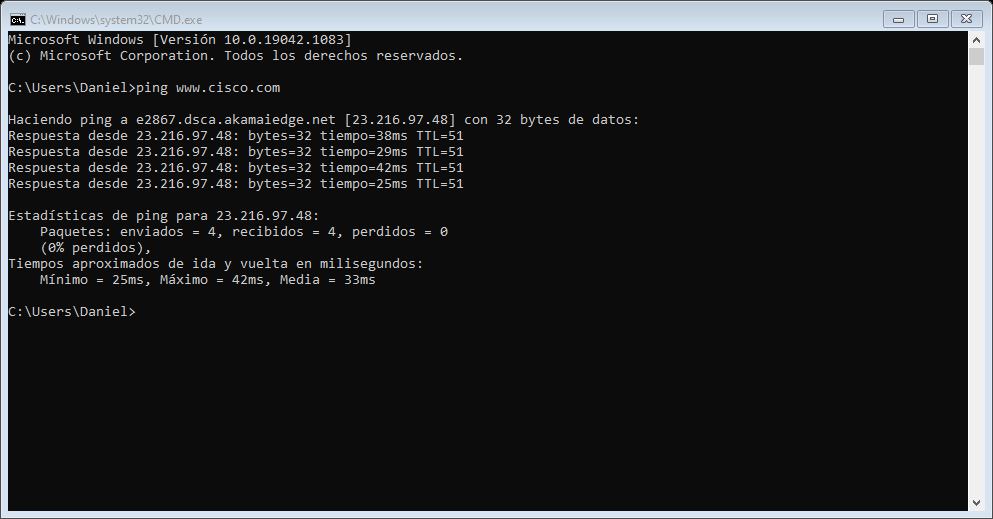 C:\Windows\system32\CMD.exe
Microsoft Windows [Versión 10.0.19042.1083]
(c) Microsoft Corporation. Todos los derechos reservados.
C:\Users\Daniel>ping www.cisco.com
Haciendo ping a e2867.dsca.akamaiedge.net [23.216.97.48] con 32 bytes de datos:
Respuesta desde 23.216.97.48: bytes=32 tiempo=38ms TTL=51
Respuesta desde 23.216.97.48: bytes=32 tiempo=29ms TTL=51
Respuesta desde 23.216.97.48: bytes=32 tiempo=42ms TTL=51
Respuesta desde 23.216.97.48: bytes=32 tiempo=25ms TTL=51
Estadísticas de ping para 23.216.97.48:
Paquetes: enviados = 4, recibidos = 4, perdidos = 0
(0% perdidos),
Tiempos aproximados de ida y vuelta en milisegundos:
Mínimo = 25ms, Máximo = 42ms, Media = 33ms
C:\Users\Daniel>